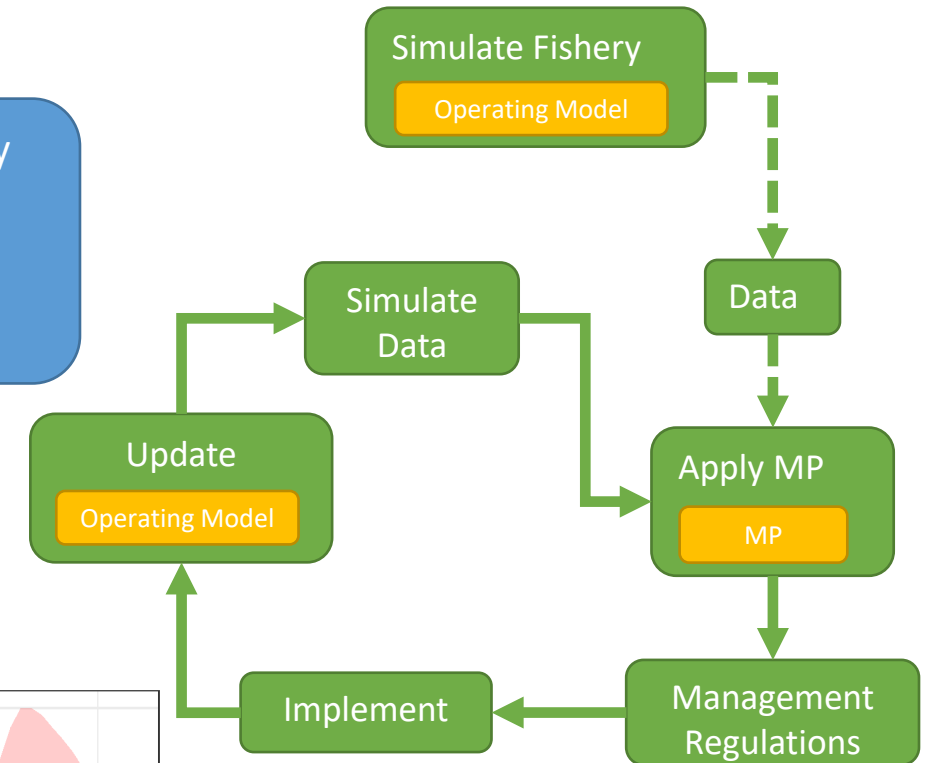 Simulate Fishery
Operating Model
Data
Simulate
Data
Update
Operating Model
Apply MP
MP
Management
Regulations
Implement